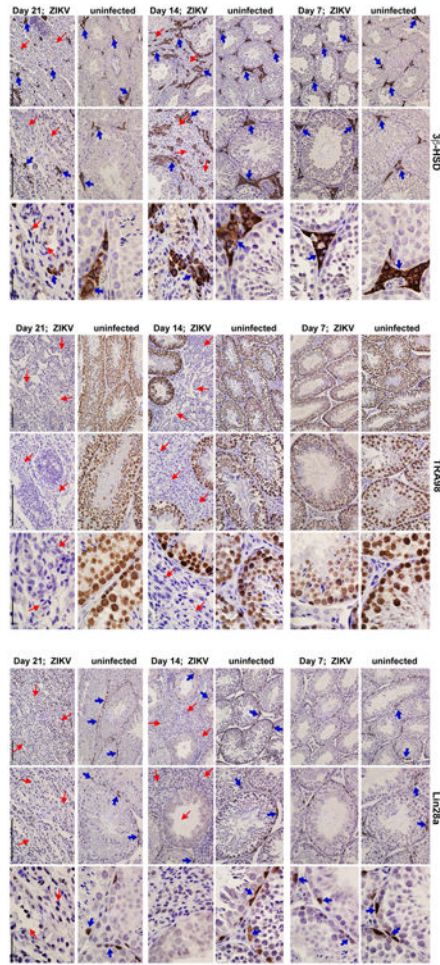 Day 21; ZIKV uninfected Day 14; ZIKV uninfected Day 7; ZIKV uninfected
3β-HSD
Day 21; ZIKV uninfected Day 14; ZIKV uninfected Day 7; ZIKV uninfected
TRA98
Day 21; ZIKV uninfected Day 14; ZIKV uninfected Day 7; ZIKV uninfected
Lin28a